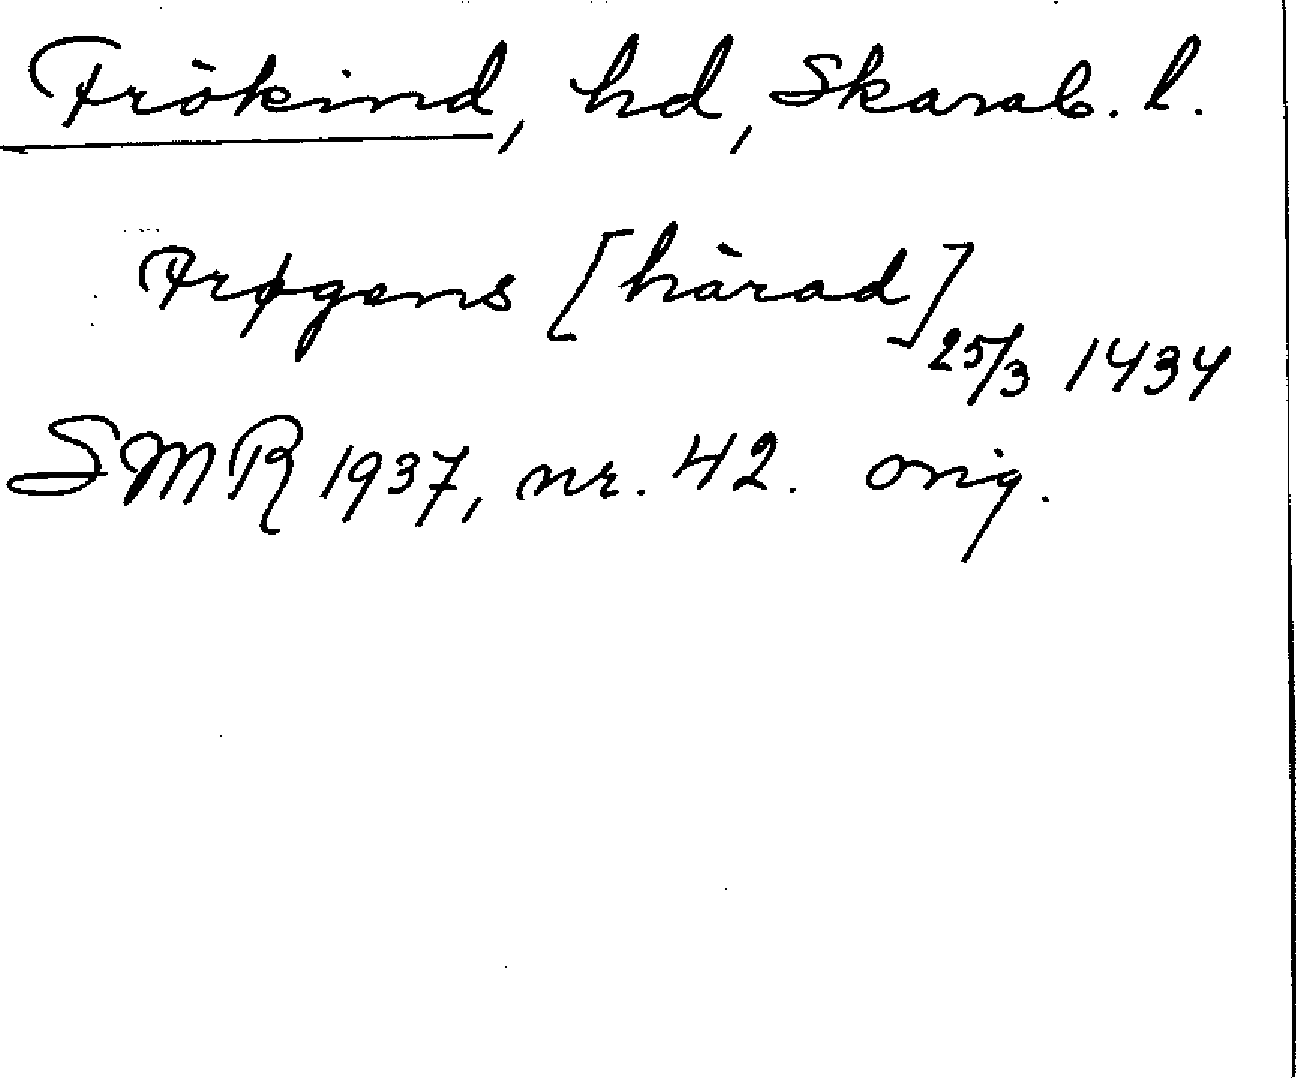 Frökind, hd, Skarab. l.
Frøgens [härad] 25/3 1434
SMR 1937, nr. 42. orig.